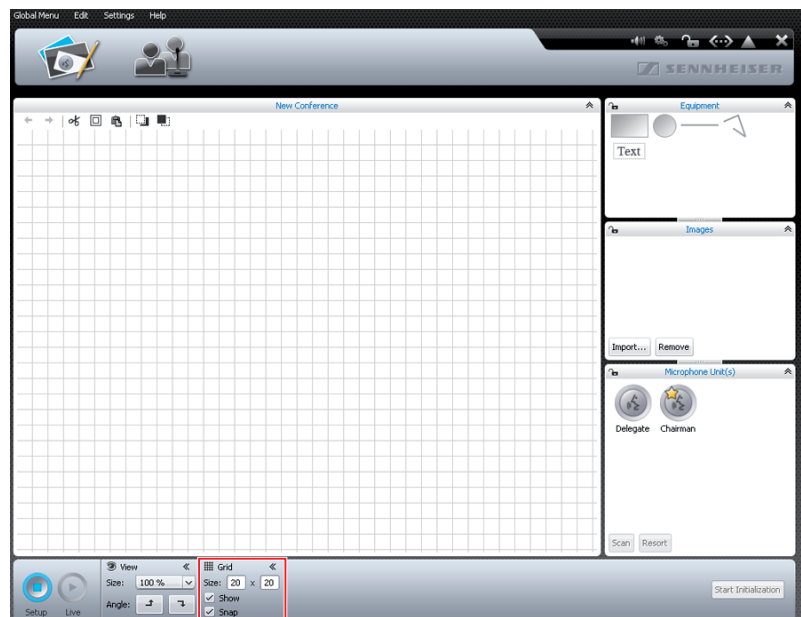 Global Menu Edit Settings Help
SENNHEISER
New Conference
Equipment
Text
Images
Import... Remove
Microphone Unit(s)
Delegate Chairman
Scan Resort
View
Size: 100 %
Angle:
Grid
Size: 20 x 20
Show
Snap
Setup Live
Start Initialization